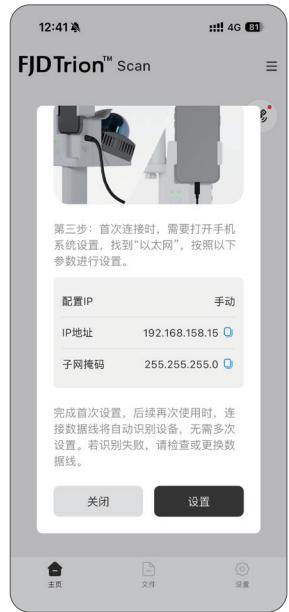 12:41 4G 81
FJD Trion™ Scan
第三步：首次连接时，需要打开手机
系统设置，找到“以太网”，按照以下
参数进行设置。
配置IP 手动
IP地址 192.168.158.15
子网掩码 255.255.255.0
完成首次设置，后续再次使用时，连
接数据线将自动识别设备，无需多次
设置。若识别失败，请检查或更换数
据线。
关闭 设置
主页 文件 设置